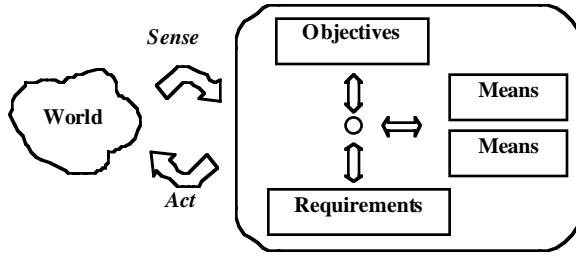 Sense
Objectives
World
Means
Means
Act
Requirements